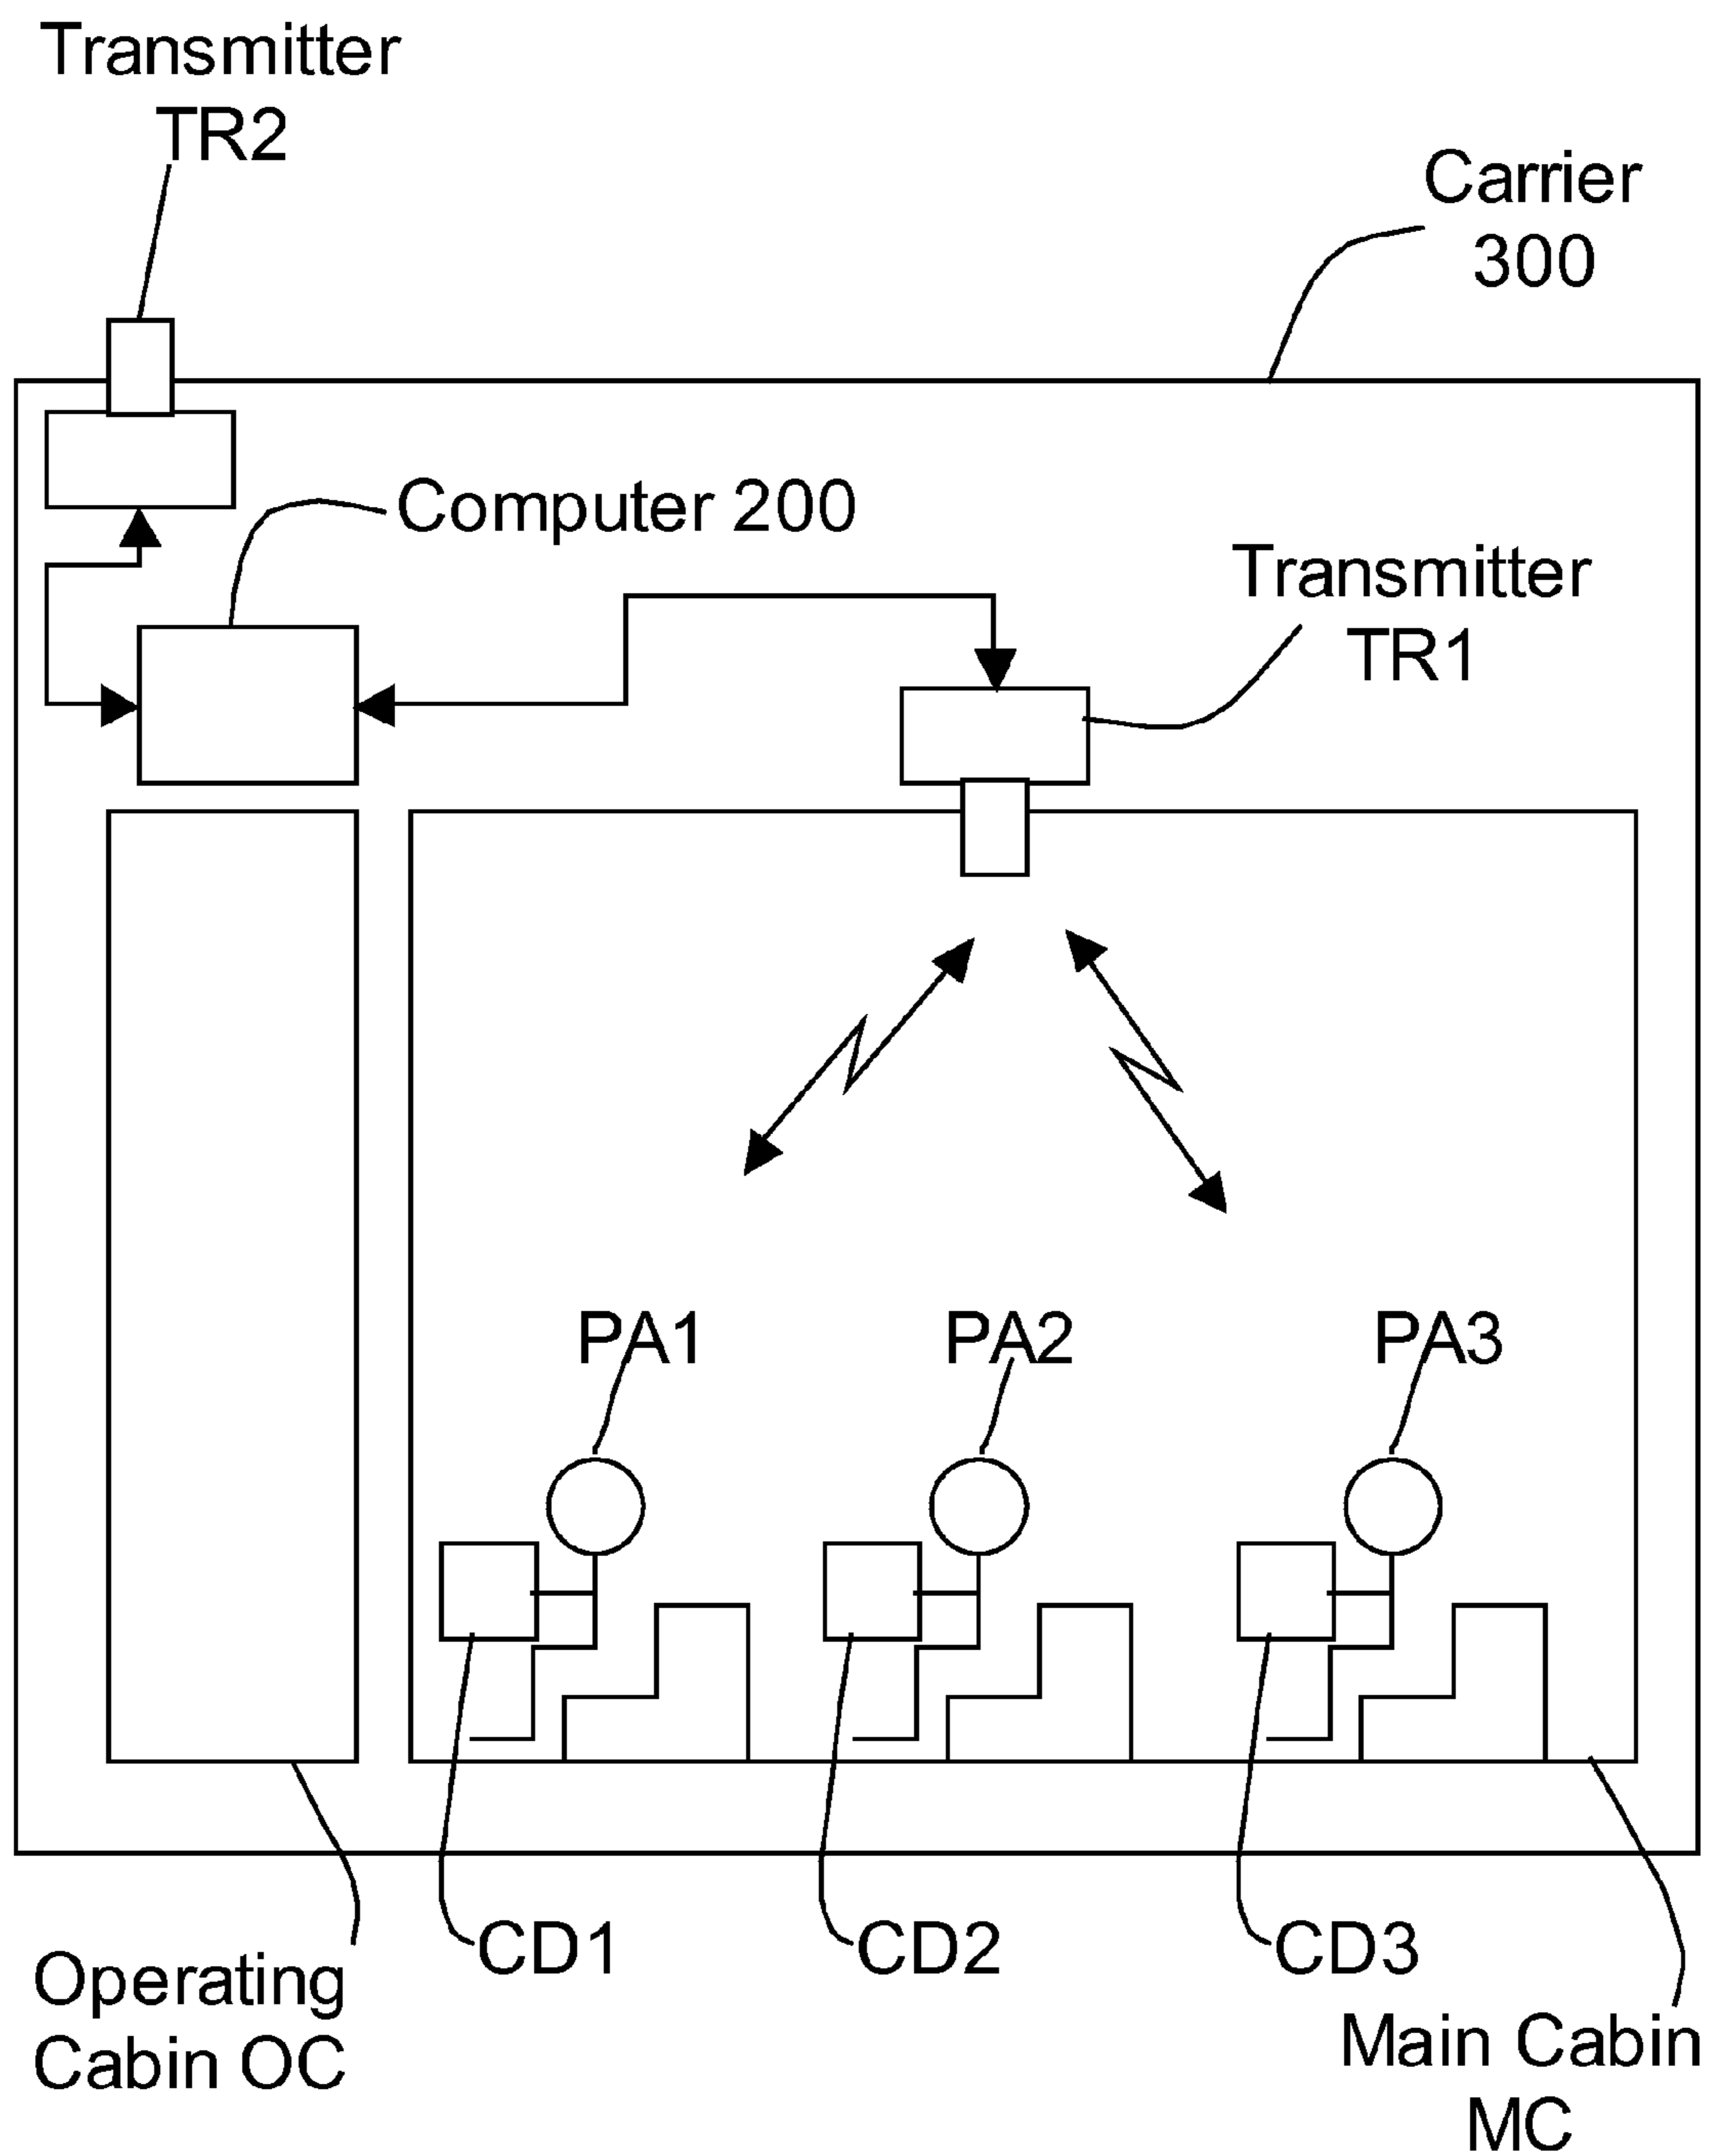 Transmitter
TR2
Carrier
300
Computer 200
Transmitter
TR1
PA1
PA2
PA3
CD1
CD2
CD3
Operating
Cabin OC
Main Cabin
MC